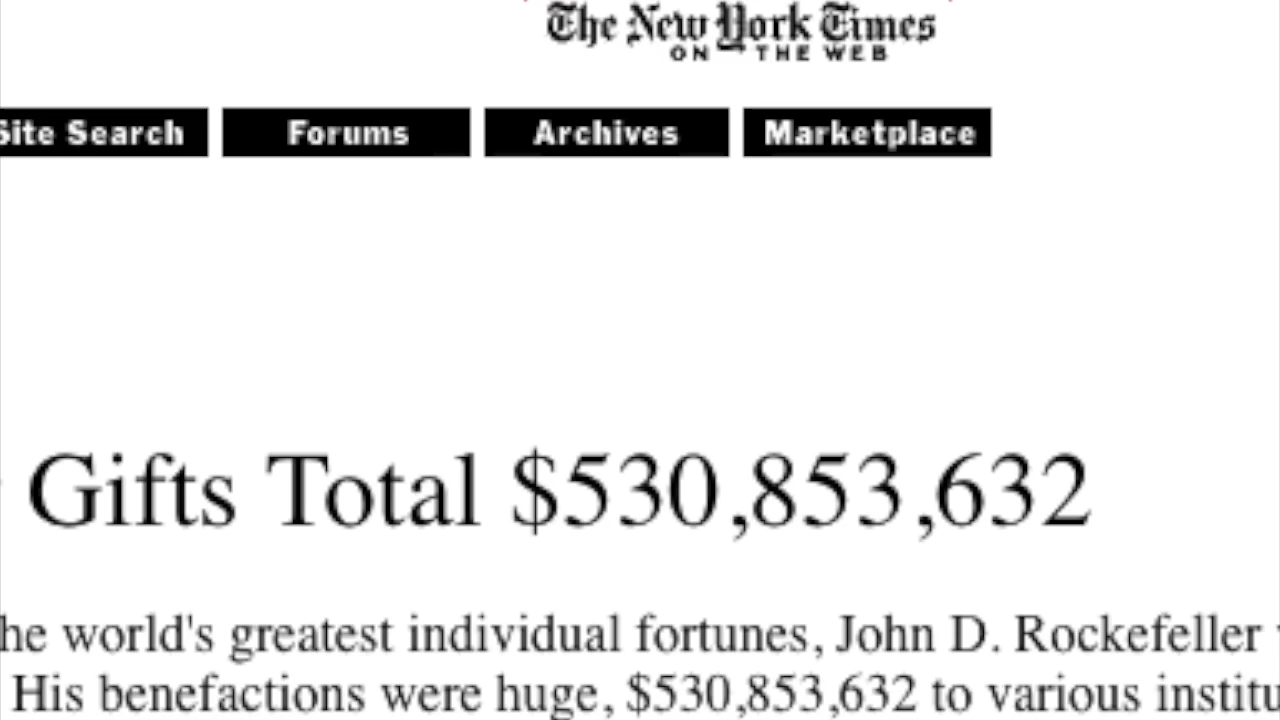 The New York Times
ON THE WEB
Site Search Forums Archives Marketplace
Gifts Total $530,853,632
he world's greatest individual fortunes, John D. Rockefeller
His benefactions were huge, $530,853,632 to various institu